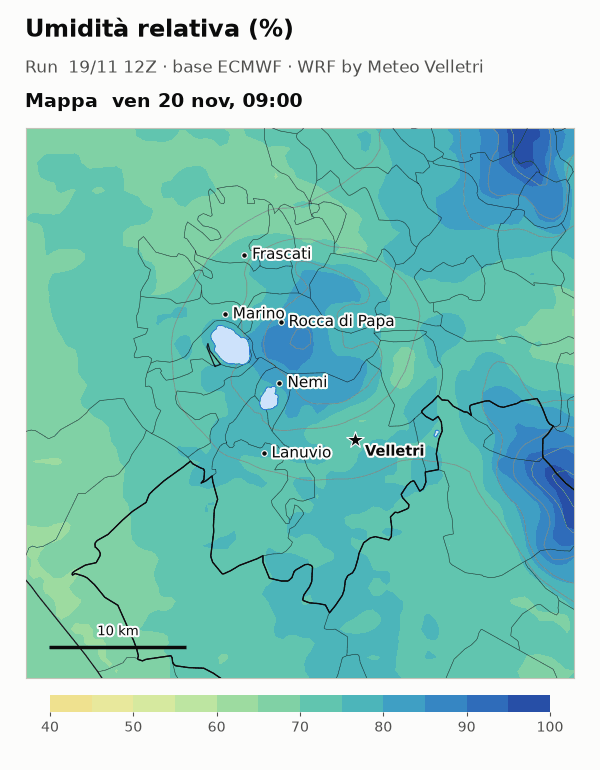 Umidità relativa (%)
Run  19/11 12Z · base ECMWF · WRF by Meteo Velletri
Mappa  ven 20 nov, 09:00
Frascati
Marino
Rocca di Papa
Nemi
Velletri
Lanuvio
10 km
40 50 60 70 80 90 100